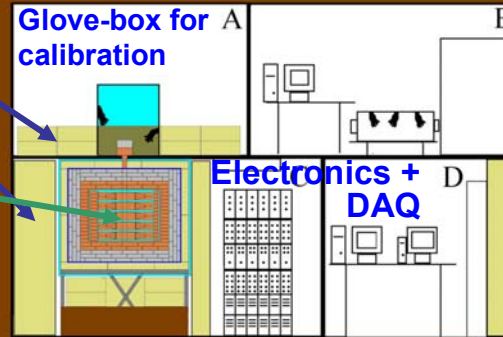 Glove-box for
calibration
A
B
Electronics +
DAQ
C
D